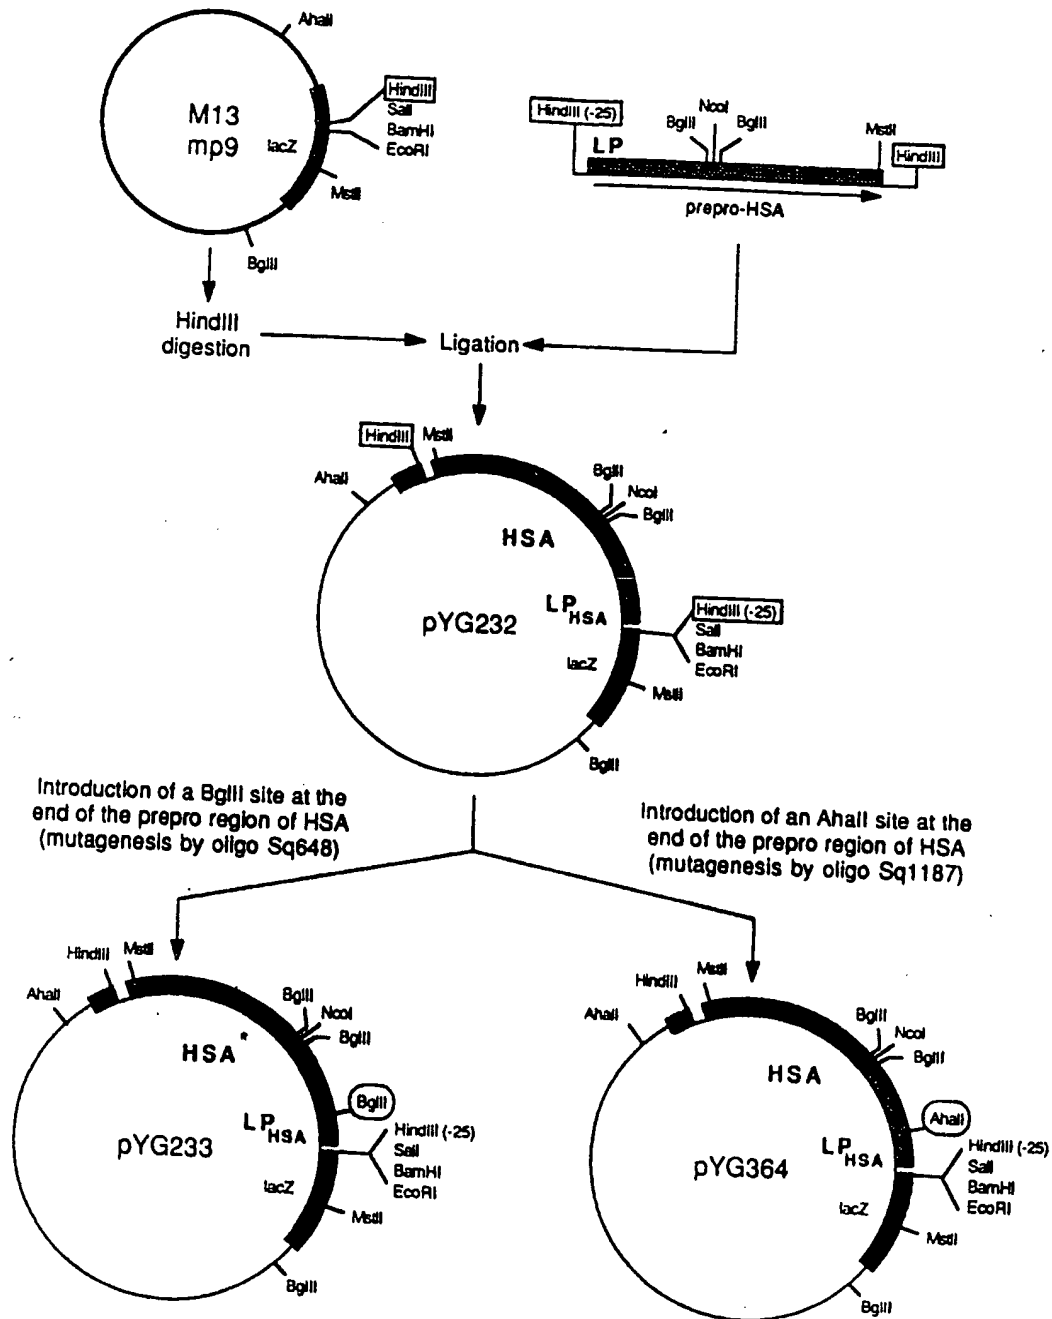 AhaII
M13
mp9
lacZ
HindIII
SalI
BamHI
EcoRI
MstII
BglII
HindIII (-25)
LP
BglII
NcoI
BglII
MstII
HindIII
prepro-HSA
HindIII
digestion
Ligation
HindIII
MstII
AhaII
BglII
NcoI
BglII
HSA
LP HSA
pYG232
HindIII (-25)
SalI
BamHI
EcoRI
lacZ
MstII
BglII
Introduction of a BglII site at the
end of the prepro region of HSA
(mutagenesis by oligo Sq648)
Introduction of an AhaII site at the
end of the prepro region of HSA
(mutagenesis by oligo Sq1187)
HindIII
MstII
AhaII
BglII
NcoI
BglII
HSA*
BglII
LP HSA
pYG233
HindIII (-25)
SalI
BamHI
EcoRI
lacZ
MstII
BglII
HindIII
MstII
AhaII
BglII
NcoI
BglII
HSA
AhaII
LP HSA
pYG364
HindIII (-25)
SalI
BamHI
EcoRI
lacZ
MstII
BglII